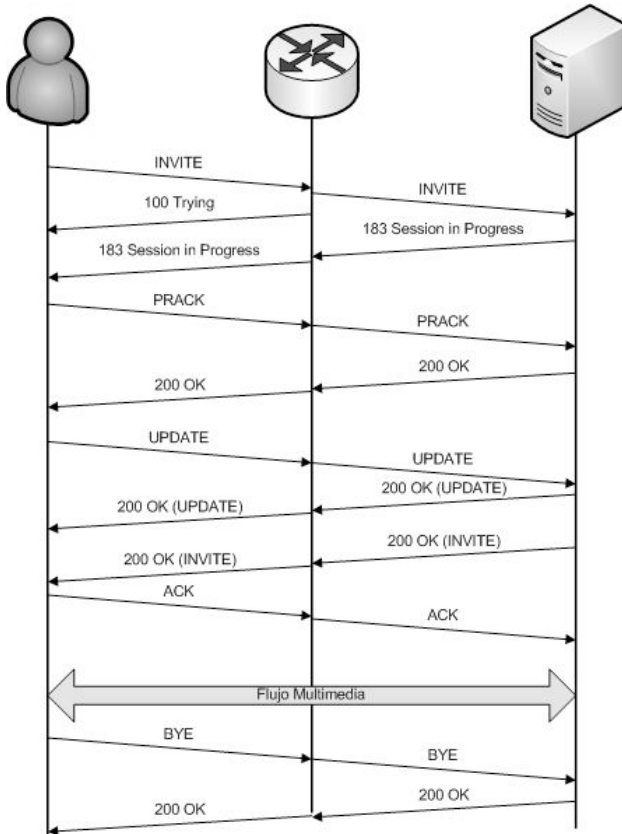 INVITE
INVITE
100 Trying
183 Session in Progress
183 Session in Progress
PRACK
PRACK
200 OK
200 OK
UPDATE
UPDATE
200 OK (UPDATE)
200 OK (UPDATE)
200 OK (INVITE)
200 OK (INVITE)
ACK
ACK
Flujo Multimedia
BYE
BYE
200 OK
200 OK